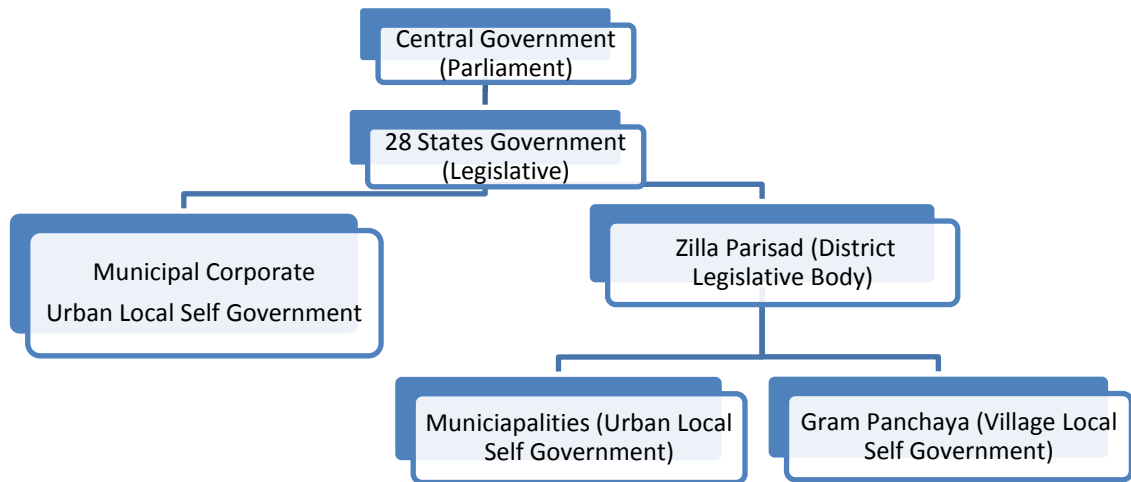 Central Government
(Parliament)
28 States Government
(Legislative)
Municipal Corporate
Urban Local Self Government
Zilla Parisad (District
Legislative Body)
Municiapalities (Urban Local
Self Government)
Gram Panchaya (Village Local
Self Government)